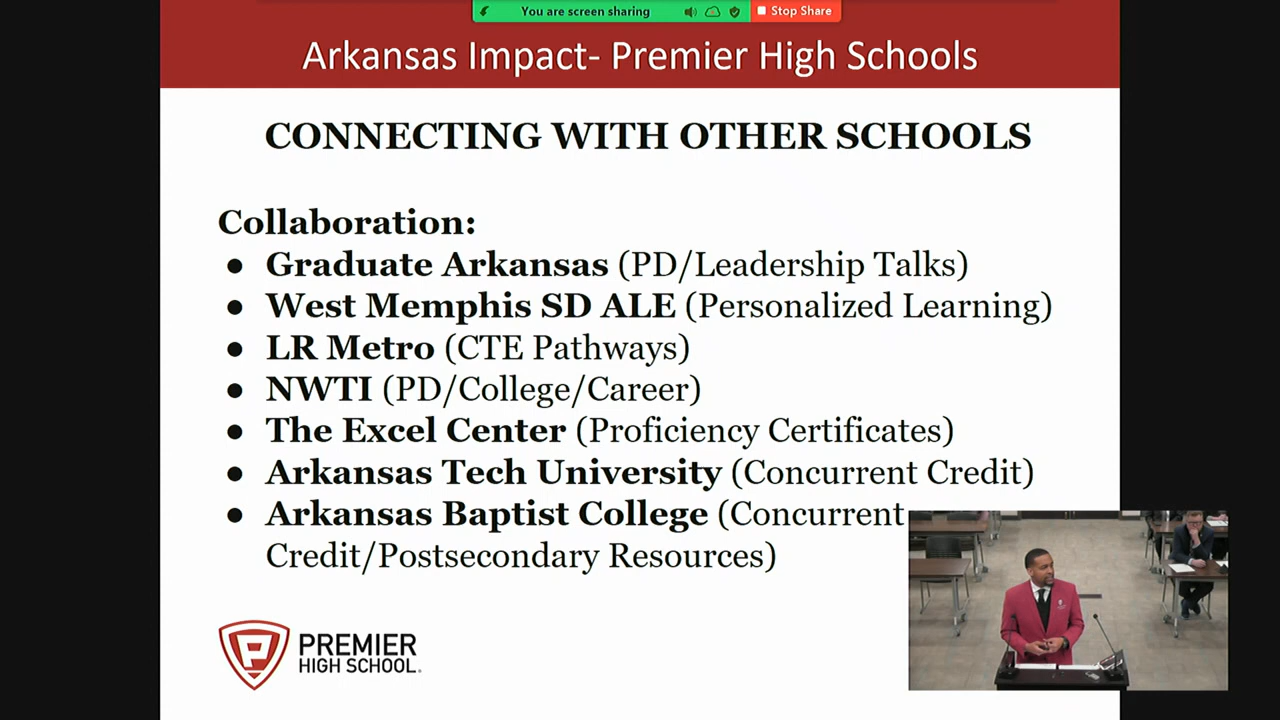 You are screen sharing
Stop Share
Arkansas Impact- Premier High Schools
CONNECTING WITH OTHER SCHOOLS
Collaboration:
● Graduate Arkansas (PD/Leadership Talks)
● West Memphis SD ALE (Personalized Learning)
● LR Metro (CTE Pathways)
● NWTI (PD/College/Career)
● The Excel Center (Proficiency Certificates)
● Arkansas Tech University (Concurrent Credit)
● Arkansas Baptist College (Concurrent
Credit/Postsecondary Resources)
PREMIER
HIGH SCHOOL